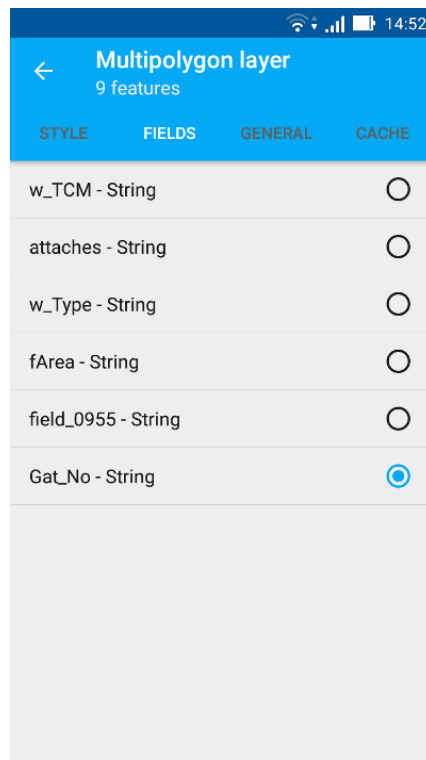 14:52
Multipolygon layer
9 features
STYLE FIELDS GENERAL CACHE
w_TCM - String
attaches - String
w_Type - String
fArea - String
field_0955 - String
Gat_No - String